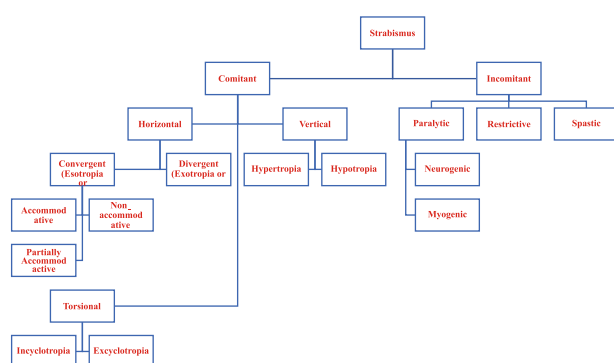 Strabismus
Comitant
Incomitant
Horizontal
Vertical
Paralytic
Restrictive
Spastic
Convergent
(Esotropia or
Divergent
(Exotropia or
Hypertropia
Hypotropia
Neurogenic
Accommod
ative
Non_
accommod
ative
Myogenic
Partially
Accommod
active
Torsional
Incyclotropia
Excyclotropia